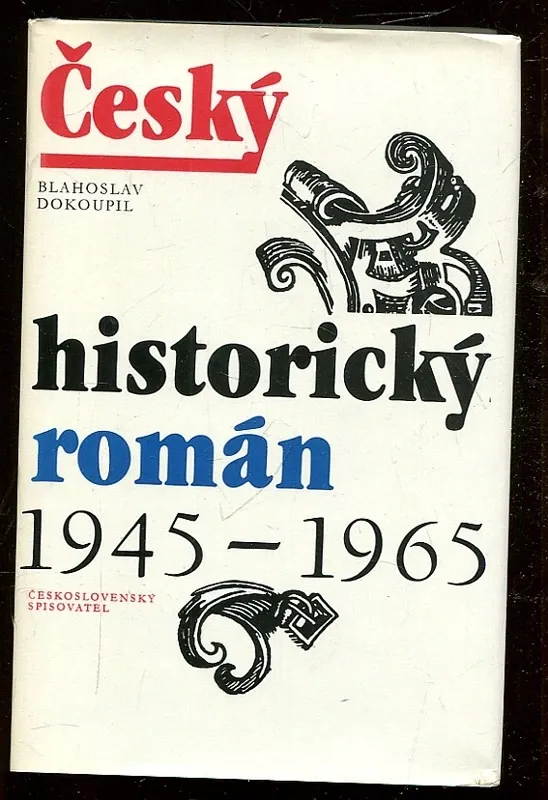 Český
BLAHOSLAV
DOKOUPIL
historický
román
1945 – 1965
ČESKOSLOVENSKÝ
SPISOVATEL